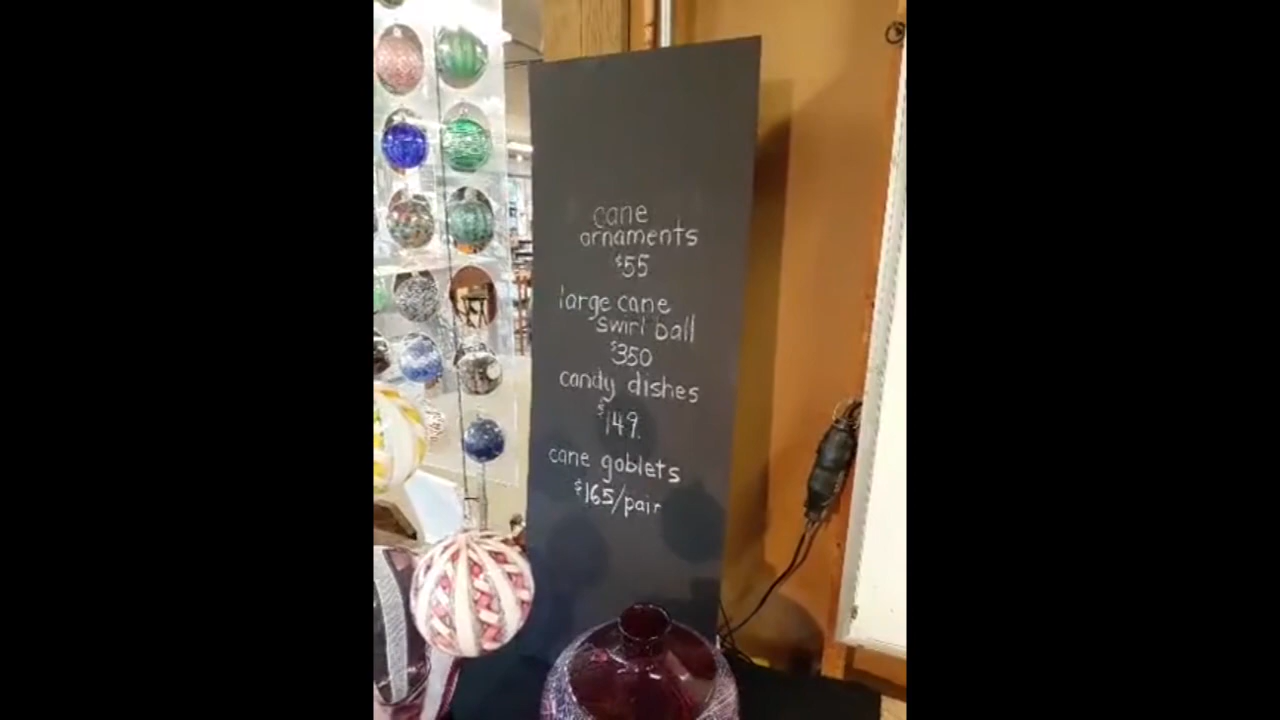 cane
ornaments
$55
large cane
swirl ball
$350
candy dishes
$149.
cane goblets
$165/pair